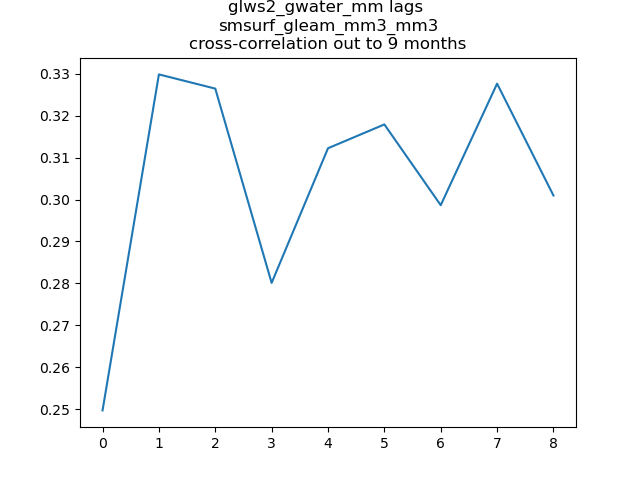 glws2_gwater_mm lags
smsurf_gleam_mm3_mm3
cross-correlation out to 9 months
0.33
0.32
0.31
0.30
0.29
0.28
0.27
0.26
0.25
0 1 2 3 4 5 6 7 8